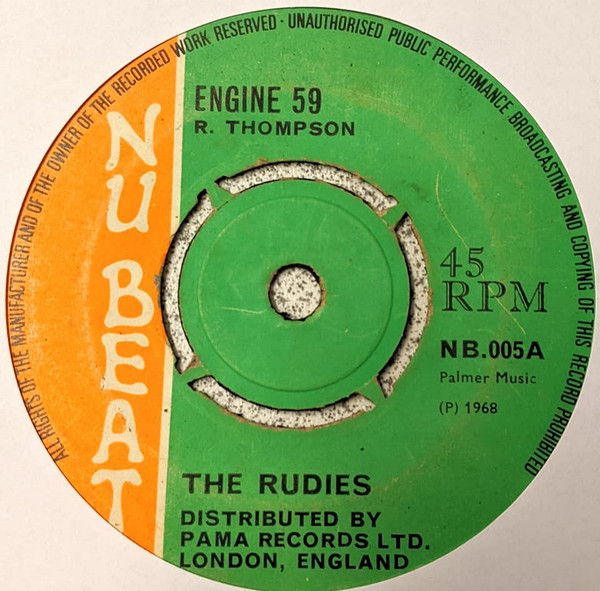 ALL RIGHTS OF THE MANUFACTURER AND OF THE OWNER OF THE RECORDED WORK RESERVED · UNAUTHORISED PUBLIC PERFORMANCE BROADCASTING AND COPYING OF THIS RECORD PROHIBITED
NU BEAT
ENGINE 59
R. THOMPSON
45
RPM
NB.005A
Palmer Music
(P) 1968
THE RUDIES
DISTRIBUTED BY
PAMA RECORDS LTD.
LONDON, ENGLAND